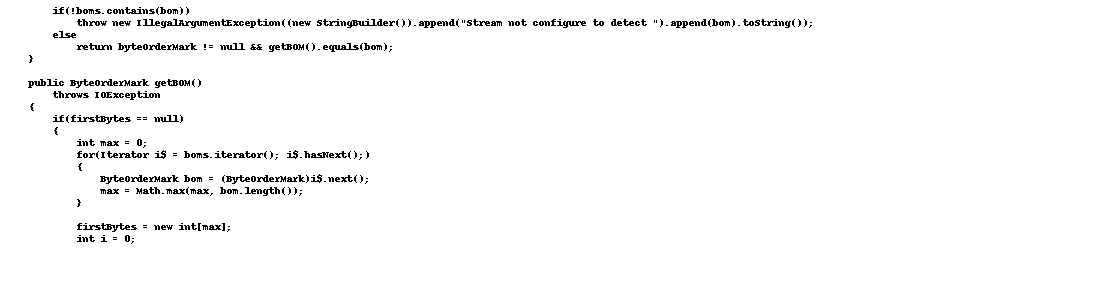 if(!boms.contains(bom))
throw new IllegalArgumentException((new StringBuilder()).append("Stream not configure to detect ").append(bom).toString());
else
return byteOrderMark != null && getBOM().equals(bom);
}
public ByteOrderMark getBOM()
throws IOException
{
if(firstBytes == null)
{
int max = 0;
for(Iterator i$ = boms.iterator(); i$.hasNext();)
{
ByteOrderMark bom = (ByteOrderMark)i$.next();
max = Math.max(max, bom.length());
}
firstBytes = new int[max];
int i = 0;